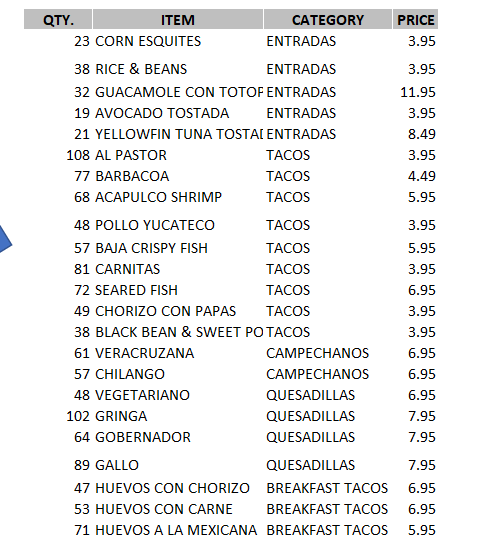 QTY. ITEM CATEGORY PRICE
23 CORN ESQUITES ENTRADAS 3.95
38 RICE & BEANS ENTRADAS 3.95
32 GUACAMOLE CON TOTOP ENTRADAS 11.95
19 AVOCADO TOSTADA ENTRADAS 3.95
21 YELLOWFIN TUNA TOSTAD ENTRADAS 8.49
108 AL PASTOR TACOS 3.95
77 BARBACOA TACOS 4.49
68 ACAPULCO SHRIMP TACOS 5.95
48 POLLO YUCATECO TACOS 3.95
57 BAJA CRISPY FISH TACOS 5.95
81 CARNITAS TACOS 3.95
72 SEARED FISH TACOS 6.95
49 CHORIZO CON PAPAS TACOS 3.95
38 BLACK BEAN & SWEET PO TACOS 3.95
61 VERACRUZANA CAMPECHANOS 6.95
57 CHILANGO CAMPECHANOS 6.95
48 VEGETARIANO QUESADILLAS 6.95
102 GRINGA QUESADILLAS 7.95
64 GOBERNADOR QUESADILLAS 7.95
89 GALLO QUESADILLAS 7.95
47 HUEVOS CON CHORIZO BREAKFAST TACOS 6.95
53 HUEVOS CON CARNE BREAKFAST TACOS 6.95
71 HUEVOS A LA MEXICANA BREAKFAST TACOS 5.95